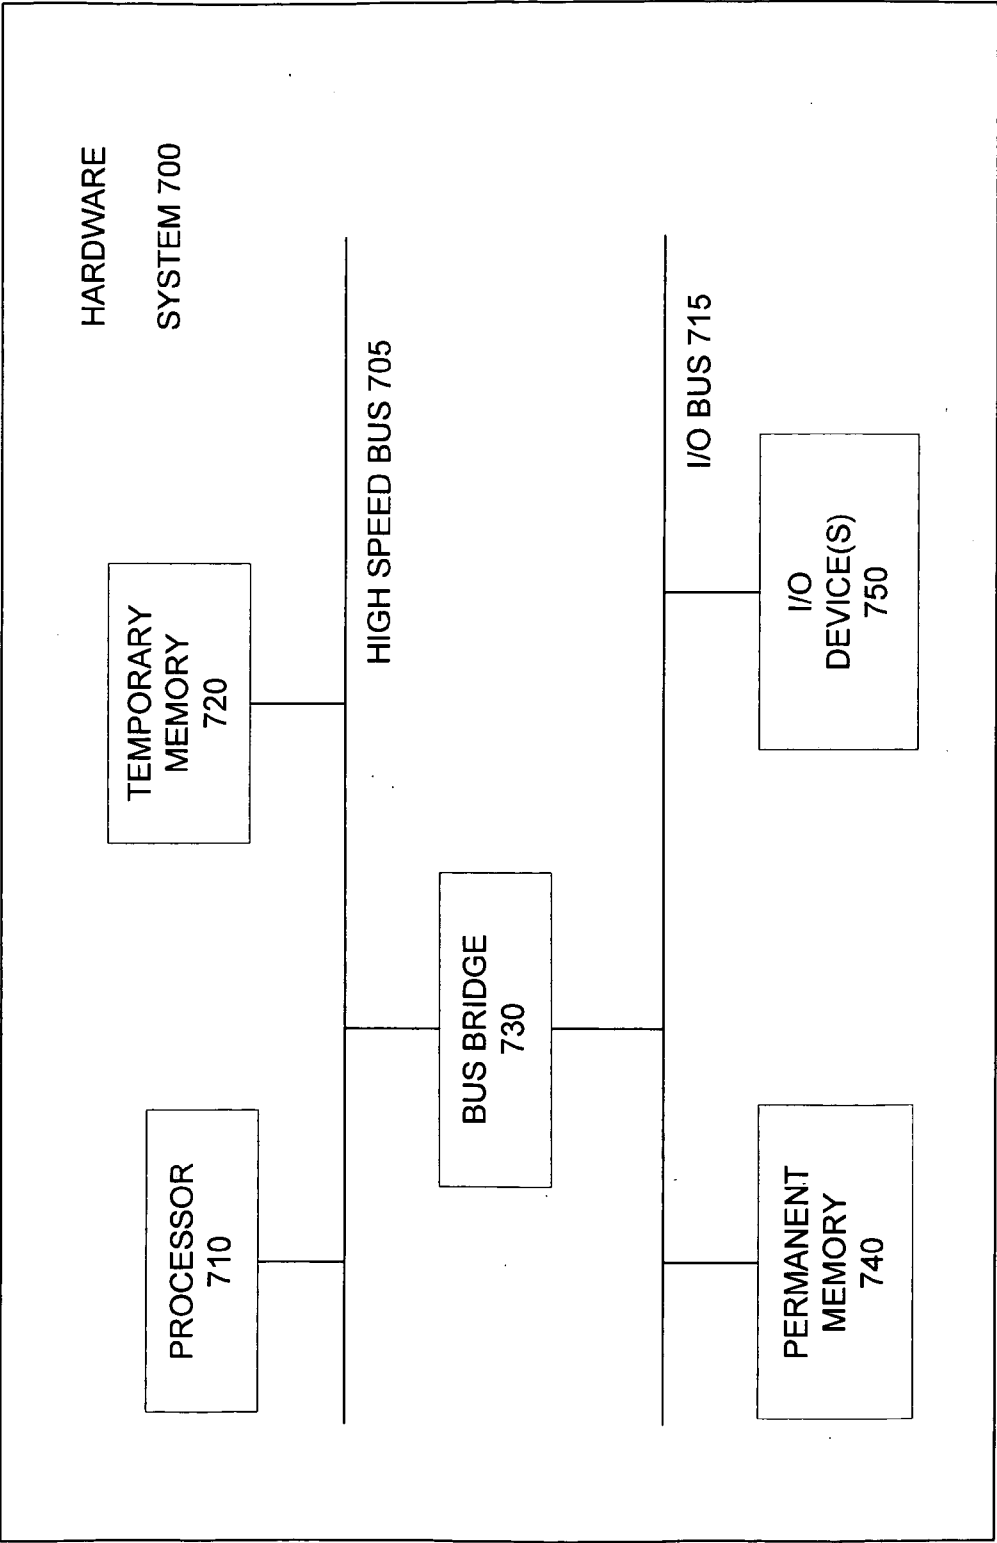 HARDWARE
SYSTEM 700
PROCESSOR
710
TEMPORARY
MEMORY
720
HIGH SPEED BUS 705
BUS BRIDGE
730
I/O BUS 715
PERMANENT
MEMORY
740
I/O
DEVICE(S)
750